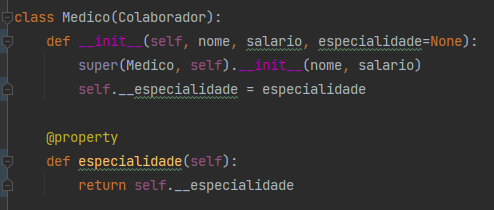 class Medico(Colaborador):
    def __init__(self, nome, salario, especialidade=None):
        super(Medico, self).__init__(nome, salario)
        self.__especialidade = especialidade

    @property
    def especialidade(self):
        return self.__especialidade